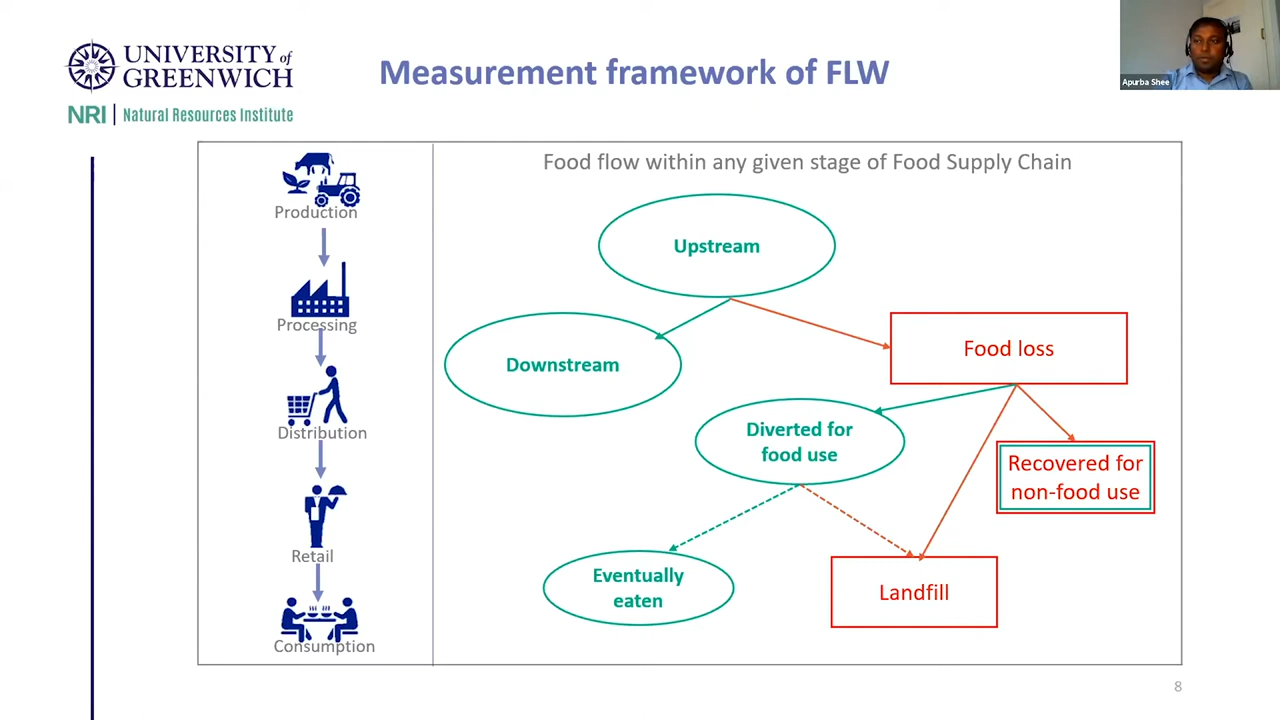 UNIVERSITY of
GREENWICH
NRI | Natural Resources Institute
Measurement framework of FLW
Apurba Shee
Production
Processing
Distribution
Retail
Consumption
Food flow within any given stage of Food Supply Chain
Upstream
Downstream
Food loss
Diverted for
food use
Recovered for
non-food use
Eventually
eaten
Landfill
8